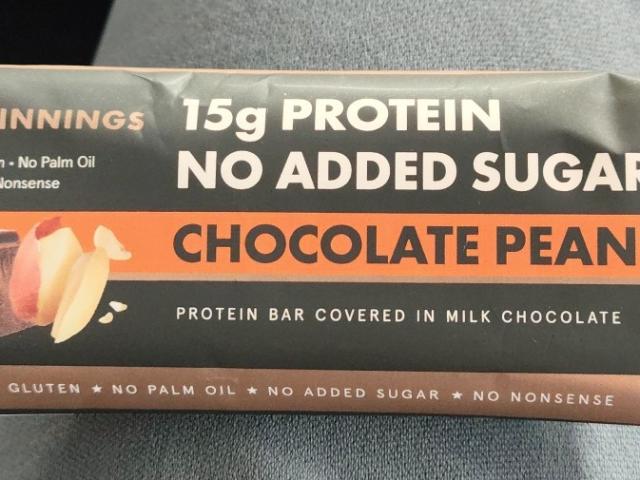 INNINGS
15g PROTEIN
• No Palm Oil
Nonsense
NO ADDED SUGAR
CHOCOLATE PEAN
PROTEIN BAR COVERED IN MILK CHOCOLATE
GLUTEN ★ NO PALM OIL ★ NO ADDED SUGAR ★ NO NONSENSE